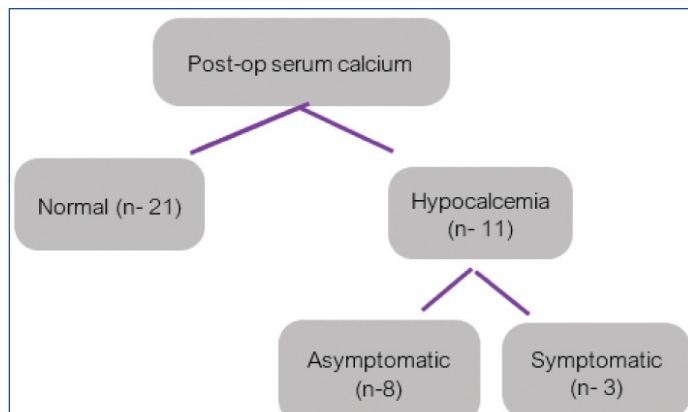 Post-op serum calcium
Normal (n- 21)
Hypocalcemia
(n- 11)
Asymptomatic
(n-8)
Symptomatic
(n- 3)